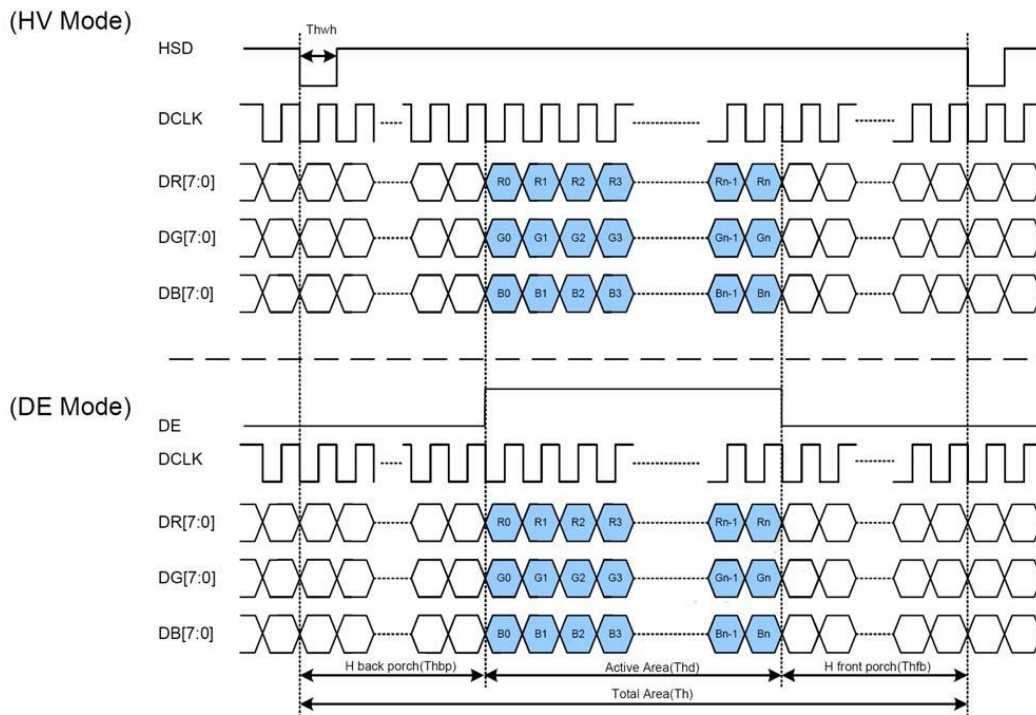 (HV Mode)
Thwh
HSD
DCLK
DR[7:0] R0 R1 R2 R3 Rn-1 Rn
DG[7:0] G0 G1 G2 G3 Gn-1 Gn
DB[7:0] B0 B1 B2 B3 Bn-1 Bn
(DE Mode)
DE
DCLK
DR[7:0] R0 R1 R2 R3 Rn-1 Rn
DG[7:0] G0 G1 G2 G3 Gn-1 Gn
DB[7:0] B0 B1 B2 B3 Bn-1 Bn
H back porch(Thbp) Active Area(Thd) H front porch(Thfb)
Total Area(Th)